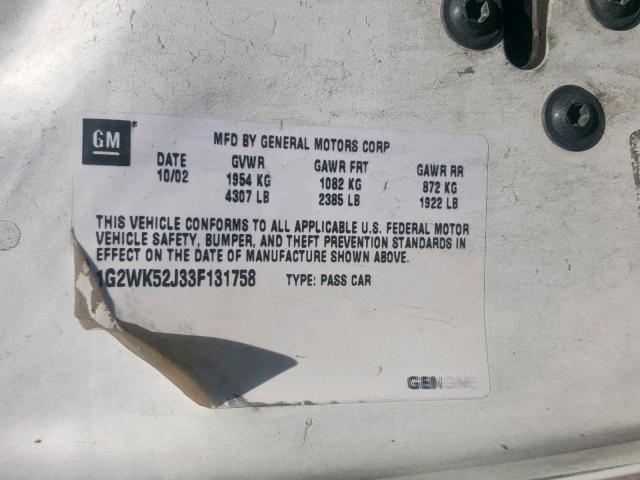 GM
MFD BY GENERAL MOTORS CORP
DATE GVWR GAWR FRT GAWR RR
10/02 1954 KG 1082 KG 872 KG
4307 LB 2385 LB 1922 LB
THIS VEHICLE CONFORMS TO ALL APPLICABLE U.S. FEDERAL MOTOR
VEHICLE SAFETY, BUMPER, AND THEFT PREVENTION STANDARDS IN
EFFECT ON THE DATE OF MANUFACTURE SHOWN ABOVE.
1G2WK52J33F131758 TYPE: PASS CAR
GENUINE